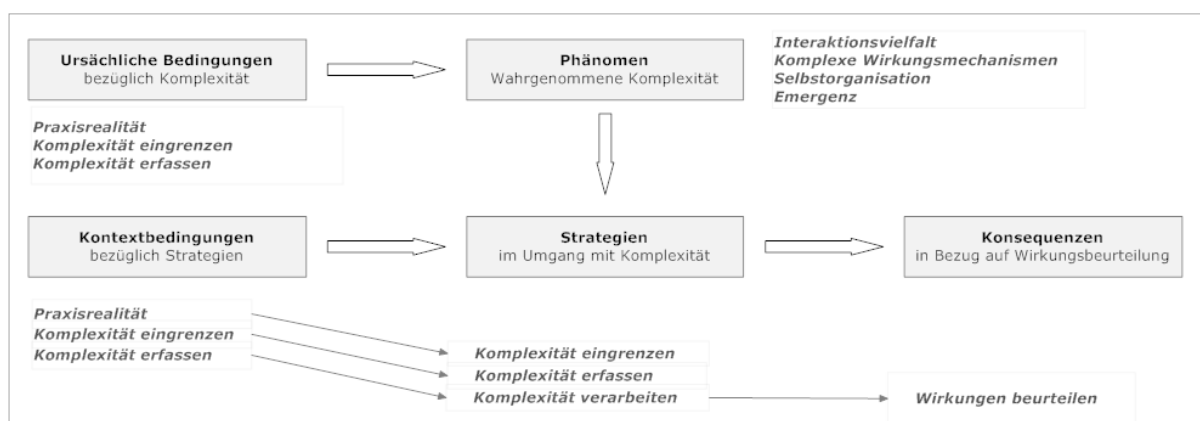 Ursächliche Bedingungen
bezüglich Komplexität
Phänomen
Wahrgenommene Komplexität
Interaktionsvielfalt
Komplexe Wirkungsmechanismen
Selbstorganisation
Emergenz
Praxisrealität
Komplexität eingrenzen
Komplexität erfassen
Kontextbedingungen
bezüglich Strategien
Strategien
im Umgang mit Komplexität
Konsequenzen
in Bezug auf Wirkungsbeurteilung
Praxisrealität
Komplexität eingrenzen
Komplexität erfassen
Komplexität eingrenzen
Komplexität erfassen
Komplexität verarbeiten
Wirkungen beurteilen